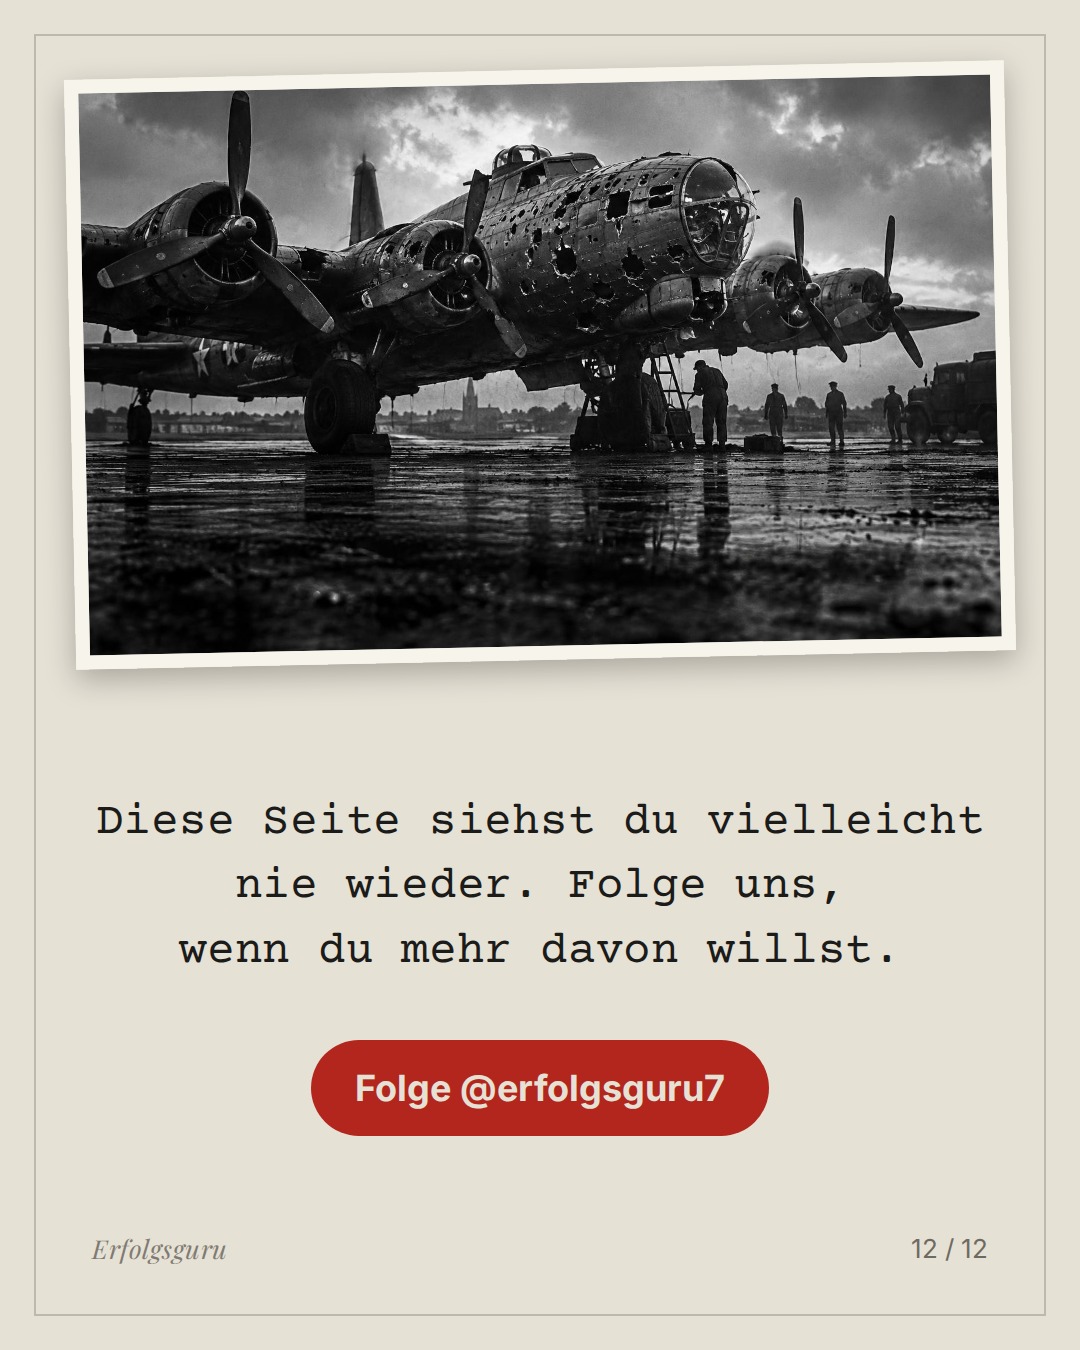 Diese Seite siehst du vielleicht
nie wieder. Folge uns,
wenn du mehr davon willst.
Folge @erfolgsguru7
Erfolgsguru
12 / 12